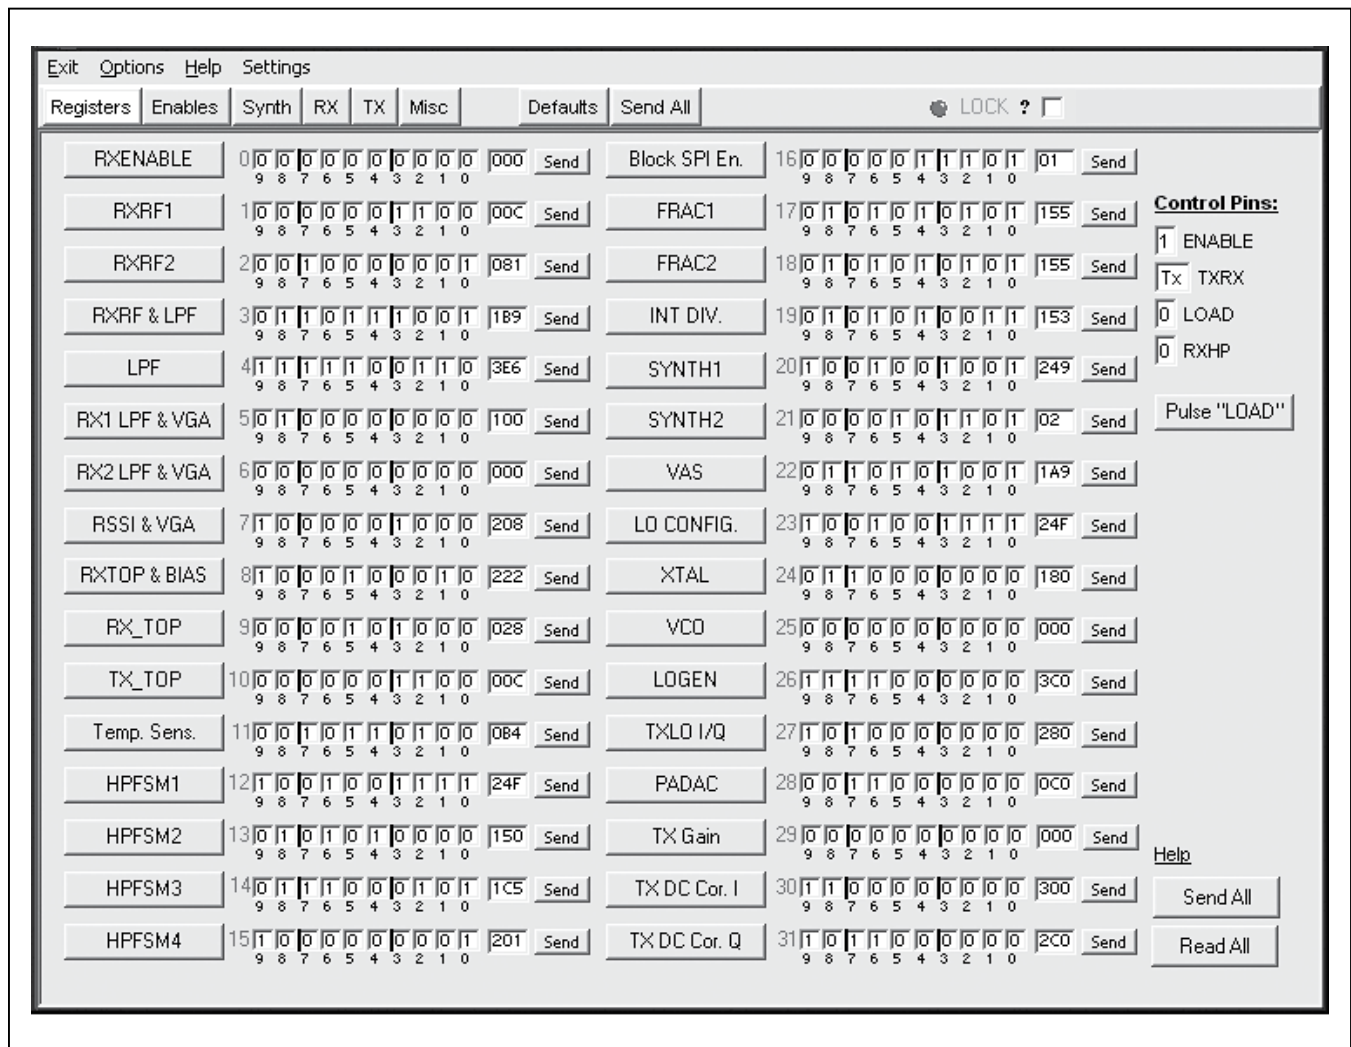 Exit Options Help Settings
Registers Enables Synth RX TX Misc Defaults Send All LOCK ?
RXENABLE 0 0 0 0 0 0 0 0 0 0 0 000 Send Block SPI En. 16 0 0 0 0 0 1 1 1 0 1 01 Send
9 8 7 6 5 4 3 2 1 0 9 8 7 6 5 4 3 2 1 0
Control Pins:
RXRF1 1 0 0 0 0 0 0 1 1 0 0 00C Send FRAC1 17 0 1 0 1 0 1 0 1 0 1 155 Send
9 8 7 6 5 4 3 2 1 0 9 8 7 6 5 4 3 2 1 0
1 ENABLE
RXRF2 2 0 0 1 0 0 0 0 0 0 1 081 Send FRAC2 18 0 1 0 1 0 1 0 1 0 1 155 Send
9 8 7 6 5 4 3 2 1 0 9 8 7 6 5 4 3 2 1 0
Tx TXRX
RXRF & LPF 3 0 1 1 0 1 1 1 0 0 1 1B9 Send INT DIV. 19 0 1 0 1 0 1 0 0 1 1 153 Send
9 8 7 6 5 4 3 2 1 0 9 8 7 6 5 4 3 2 1 0
0 LOAD
0 RXHP
LPF 4 1 1 1 1 1 0 0 1 1 0 3E6 Send SYNTH1 20 1 0 0 1 0 0 1 0 0 1 249 Send
9 8 7 6 5 4 3 2 1 0 9 8 7 6 5 4 3 2 1 0
Pulse "LOAD"
RX1 LPF & VGA 5 0 1 0 0 0 0 0 0 0 0 100 Send SYNTH2 21 0 0 0 0 1 0 1 1 0 1 02 Send
9 8 7 6 5 4 3 2 1 0 9 8 7 6 5 4 3 2 1 0
RX2 LPF & VGA 6 0 0 0 0 0 0 0 0 0 0 000 Send VAS 22 0 1 1 0 1 0 1 0 0 1 1A9 Send
9 8 7 6 5 4 3 2 1 0 9 8 7 6 5 4 3 2 1 0
RSSI & VGA 7 1 0 0 0 0 0 1 0 0 0 208 Send LO CONFIG. 23 1 0 0 1 0 0 1 1 1 1 24F Send
9 8 7 6 5 4 3 2 1 0 9 8 7 6 5 4 3 2 1 0
RXTOP & BIAS 8 1 0 0 0 1 0 0 0 1 0 222 Send XTAL 24 0 1 1 0 0 0 0 0 0 0 180 Send
9 8 7 6 5 4 3 2 1 0 9 8 7 6 5 4 3 2 1 0
RX_TOP 9 0 0 0 0 1 0 1 0 0 0 028 Send VCO 25 0 0 0 0 0 0 0 0 0 0 000 Send
9 8 7 6 5 4 3 2 1 0 9 8 7 6 5 4 3 2 1 0
TX_TOP 10 0 0 0 0 0 0 1 1 0 0 00C Send LOGEN 26 1 1 1 1 0 0 0 0 0 0 3C0 Send
9 8 7 6 5 4 3 2 1 0 9 8 7 6 5 4 3 2 1 0
Temp. Sens. 11 0 0 1 0 1 1 0 1 0 0 0B4 Send TXLO I/Q 27 1 0 1 0 0 0 0 0 0 0 280 Send
9 8 7 6 5 4 3 2 1 0 9 8 7 6 5 4 3 2 1 0
HPFSM1 12 1 0 0 1 0 0 1 1 1 1 24F Send PADAC 28 0 0 1 1 0 0 0 0 0 0 0C0 Send
9 8 7 6 5 4 3 2 1 0 9 8 7 6 5 4 3 2 1 0
HPFSM2 13 0 1 0 1 0 1 0 0 0 0 150 Send TX Gain 29 0 0 0 0 0 0 0 0 0 0 000 Send
9 8 7 6 5 4 3 2 1 0 9 8 7 6 5 4 3 2 1 0
Help
HPFSM3 14 0 1 1 1 0 0 0 1 0 1 1C5 Send TX DC Cor. I 30 1 1 0 0 0 0 0 0 0 0 300 Send
9 8 7 6 5 4 3 2 1 0 9 8 7 6 5 4 3 2 1 0
Send All
HPFSM4 15 1 0 0 0 0 0 0 0 0 1 201 Send TX DC Cor. Q 31 1 0 1 1 0 0 0 0 0 0 2C0 Send
9 8 7 6 5 4 3 2 1 0 9 8 7 6 5 4 3 2 1 0
Read All